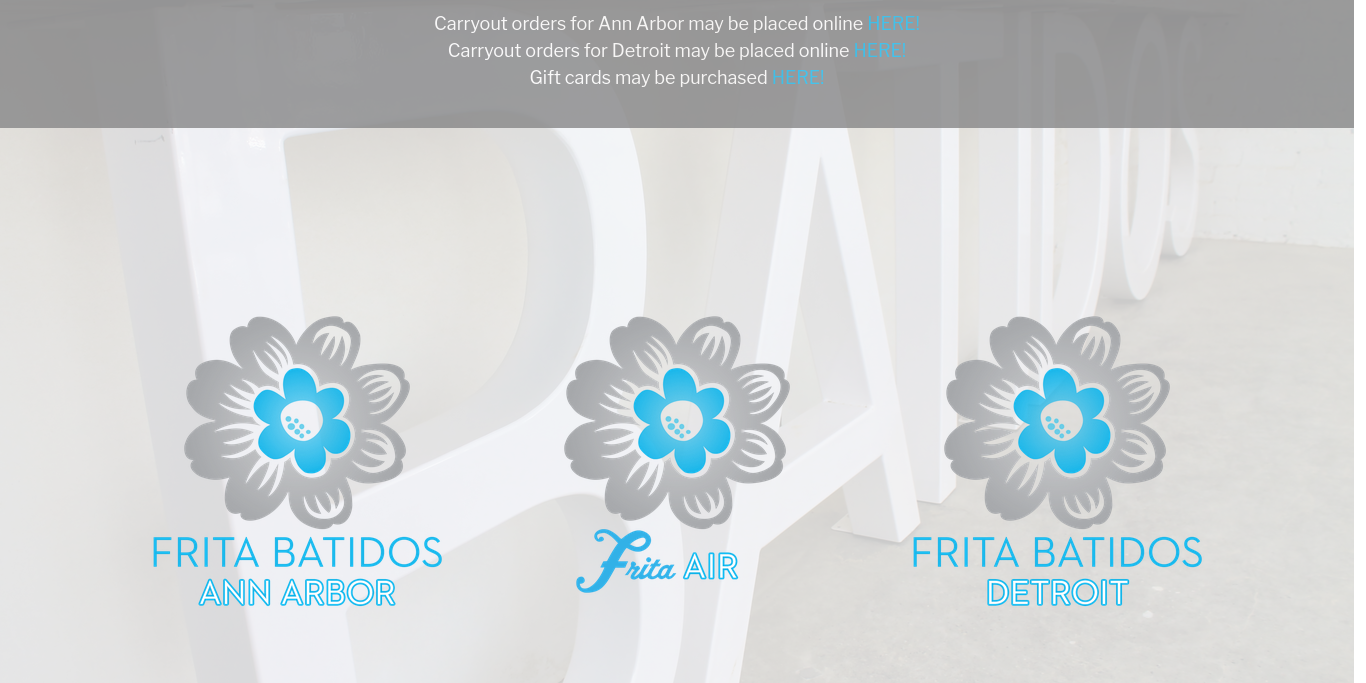 Carryout orders for Ann Arbor may be placed online HERE!
Carryout orders for Detroit may be placed online HERE!
Gift cards may be purchased HERE!
BATIDOS
FRITA BATIDOS
ANN ARBOR
Frita AIR
FRITA BATIDOS
DETROIT